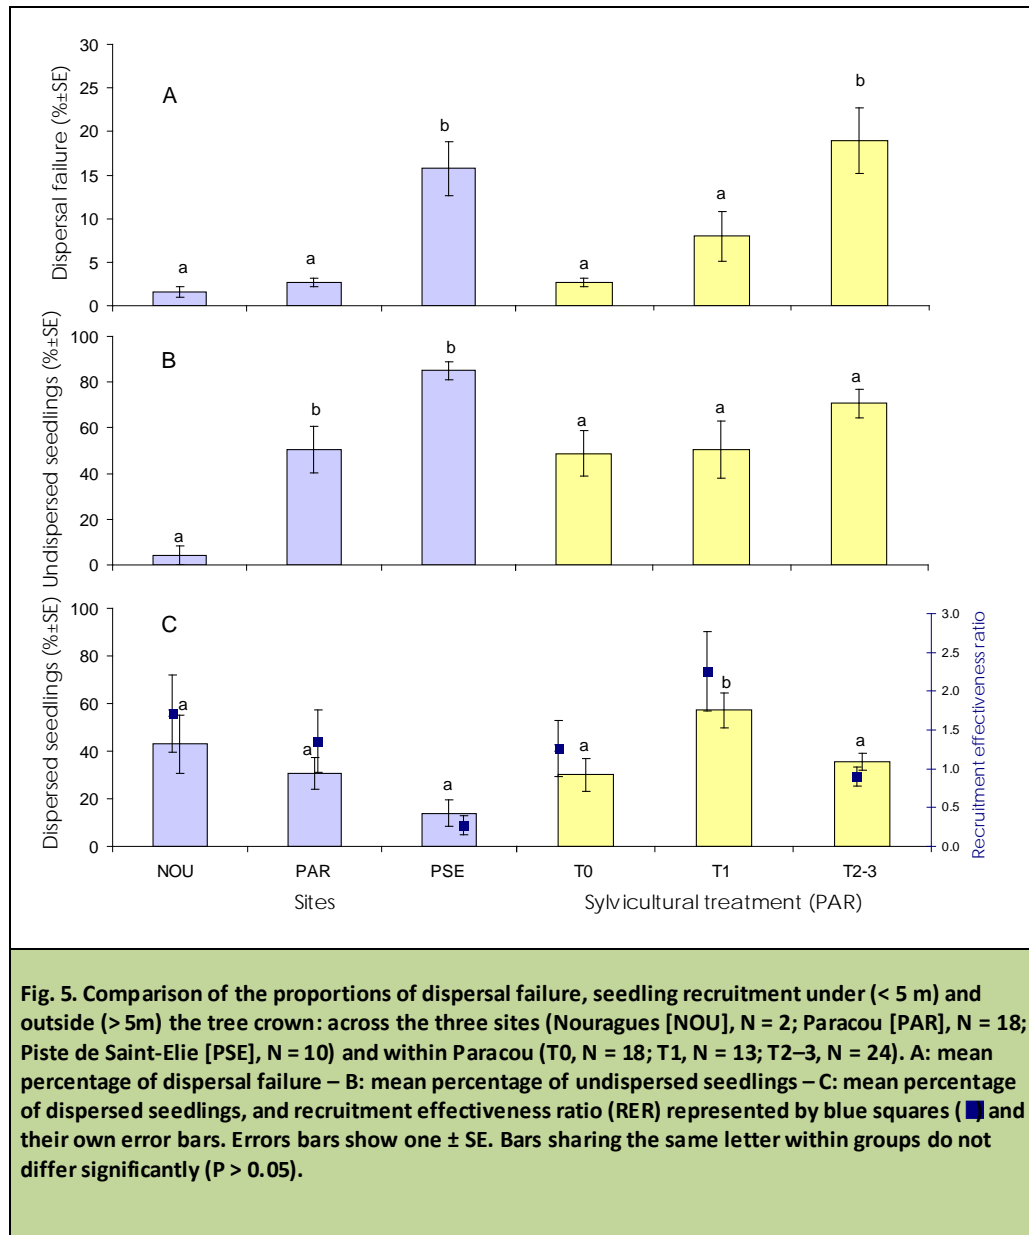 30
25
20
15
10
5
0
Dispersal failure (%±SE)
A
a
a
b
a
a
b
100
80
60
40
20
0
Undispersed seedlings (%±SE)
B
a
b
b
a
a
a
100
80
60
40
20
0
Dispersed seedlings (%±SE)
C
a
a
a
a
b
a
3.0
2.5
2.0
1.5
1.0
0.5
0.0
Recruitment effectiveness ratio
NOU PAR PSE T0 T1 T2-3
Sites Sylvicultural treatment (PAR)
Fig. 5. Comparison of the proportions of dispersal failure, seedling recruitment under (< 5 m) and
outside (> 5m) the tree crown: across the three sites (Nouragues [NOU], N = 2; Paracou [PAR], N = 18;
Piste de Saint-Elie [PSE], N = 10) and within Paracou (T0, N = 18; T1, N = 13; T2–3, N = 24). A: mean
percentage of dispersal failure – B: mean percentage of undispersed seedlings – C: mean percentage
of dispersed seedlings, and recruitment effectiveness ratio (RER) represented by blue squares (■) and
their own error bars. Errors bars show one ± SE. Bars sharing the same letter within groups do not
differ significantly (P > 0.05).